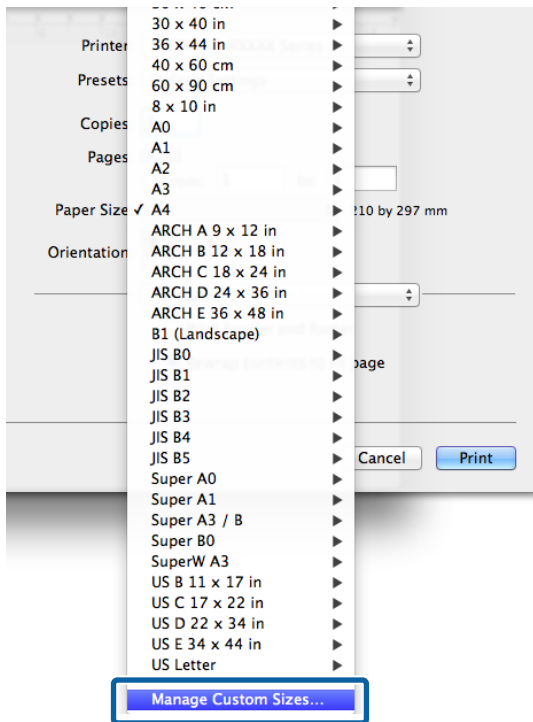 30 x 40 in
Printer 36 x 44 in Series
40 x 60 cm
Presets 60 x 90 cm
8 x 10 in
Copies A0
A1
Pages A2
A3
Paper Size ✓ A4 210 by 297 mm
ARCH A 9 x 12 in
Orientation ARCH B 12 x 18 in
ARCH C 18 x 24 in
ARCH D 24 x 36 in
ARCH E 36 x 48 in
B1 (Landscape)
JIS B0
JIS B1 page
JIS B2
JIS B3
JIS B4
JIS B5 Cancel Print
Super A0
Super A1
Super A3 / B
Super B0
SuperW A3
US B 11 x 17 in
US C 17 x 22 in
US D 22 x 34 in
US E 34 x 44 in
US Letter
Manage Custom Sizes...